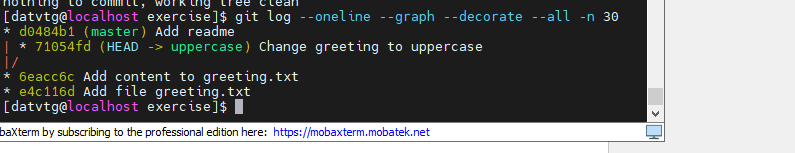 nothing to commit, working tree clean
[datvtg@localhost exercise]$ git log --oneline --graph --decorate --all -n 30
* d0484b1 (master) Add readme
| * 71054fd (HEAD -> uppercase) Change greeting to uppercase
|/
* 6eacc6c Add content to greeting.txt
* e4c116d Add file greeting.txt
[datvtg@localhost exercise]$
baXterm by subscribing to the professional edition here: https://mobaxterm.mobatek.net